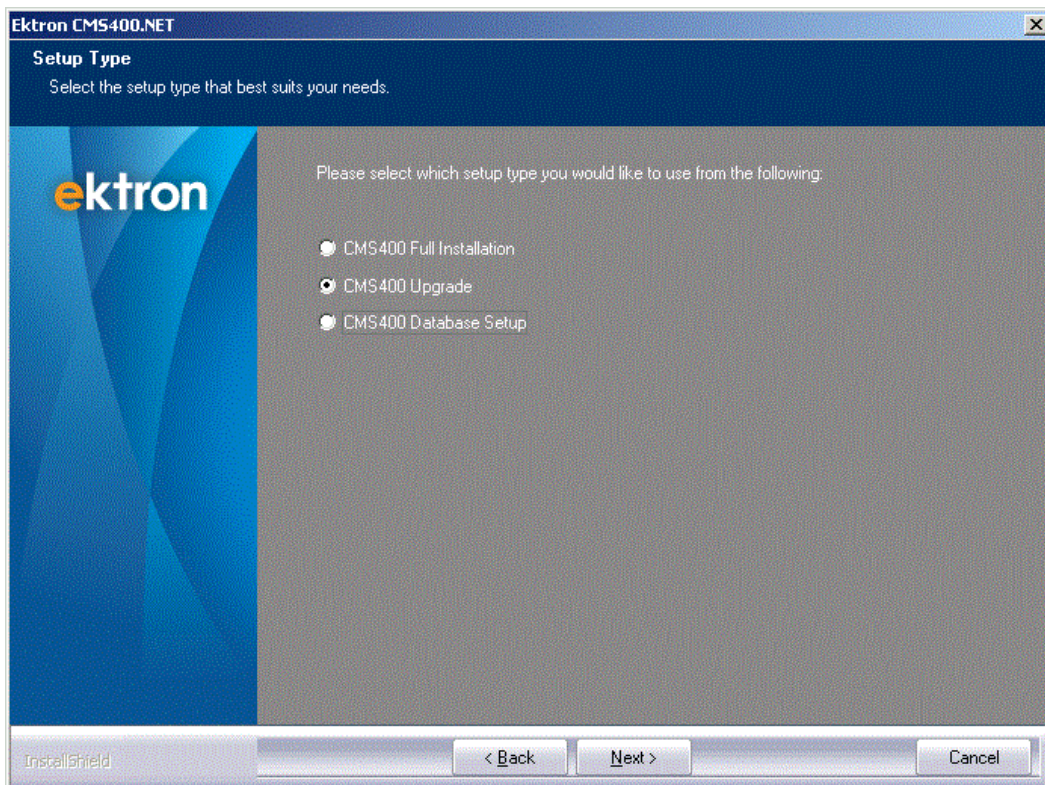 Ektron CMS400.NET
Setup Type
Select the setup type that best suits your needs.
ektron
Please select which setup type you would like to use from the following:
CMS400 Full Installation
CMS400 Upgrade
CMS400 Database Setup
InstallShield
< Back
Next >
Cancel